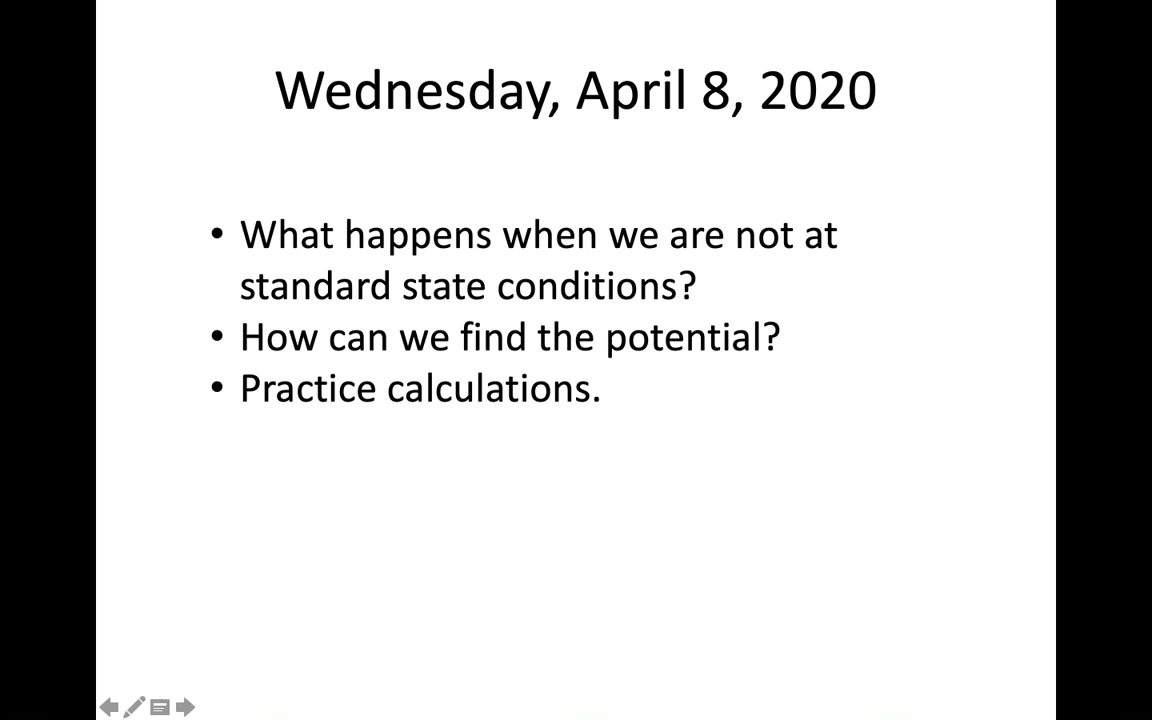 Wednesday, April 8, 2020
• What happens when we are not at
standard state conditions?
• How can we find the potential?
• Practice calculations.